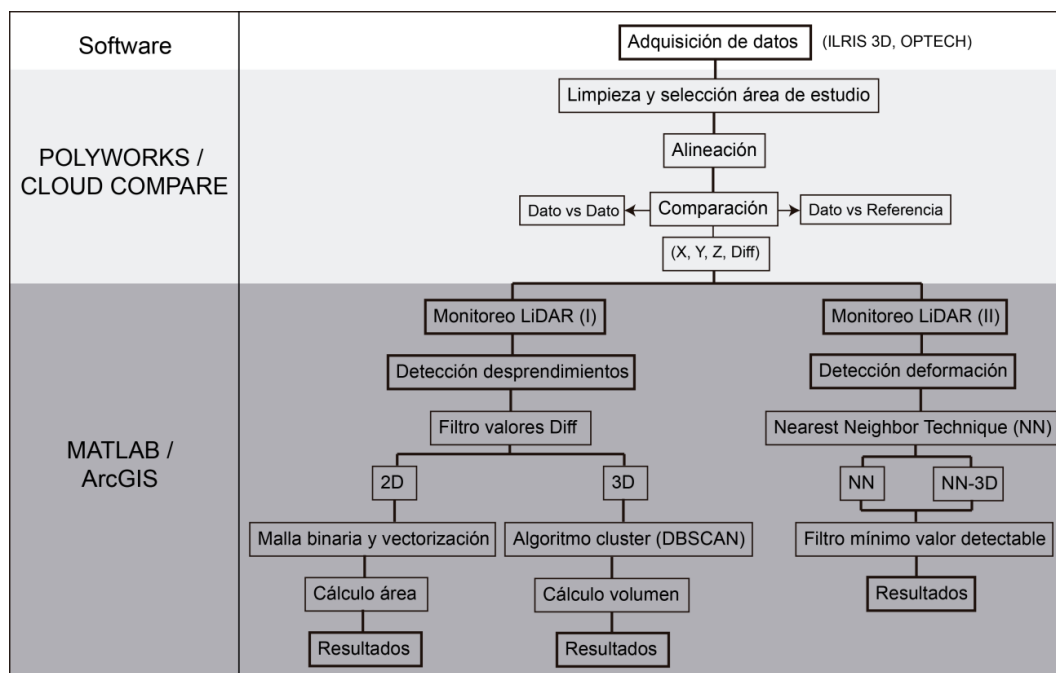 Software
Adquisición de datos
(ILRIS 3D, OPTECH)
POLYWORKS /
CLOUD COMPARE
Limpieza y selección área de estudio
Alineación
Dato vs Dato
Comparación
Dato vs Referencia
(X, Y, Z, Diff)
MATLAB /
ArcGIS
Monitoreo LiDAR (I)
Detección desprendimientos
Filtro valores Diff
2D
3D
Malla binaria y vectorización
Algoritmo cluster (DBSCAN)
Cálculo área
Cálculo volumen
Resultados
Resultados
Monitoreo LiDAR (II)
Detección deformación
Nearest Neighbor Technique (NN)
NN
NN-3D
Filtro mínimo valor detectable
Resultados